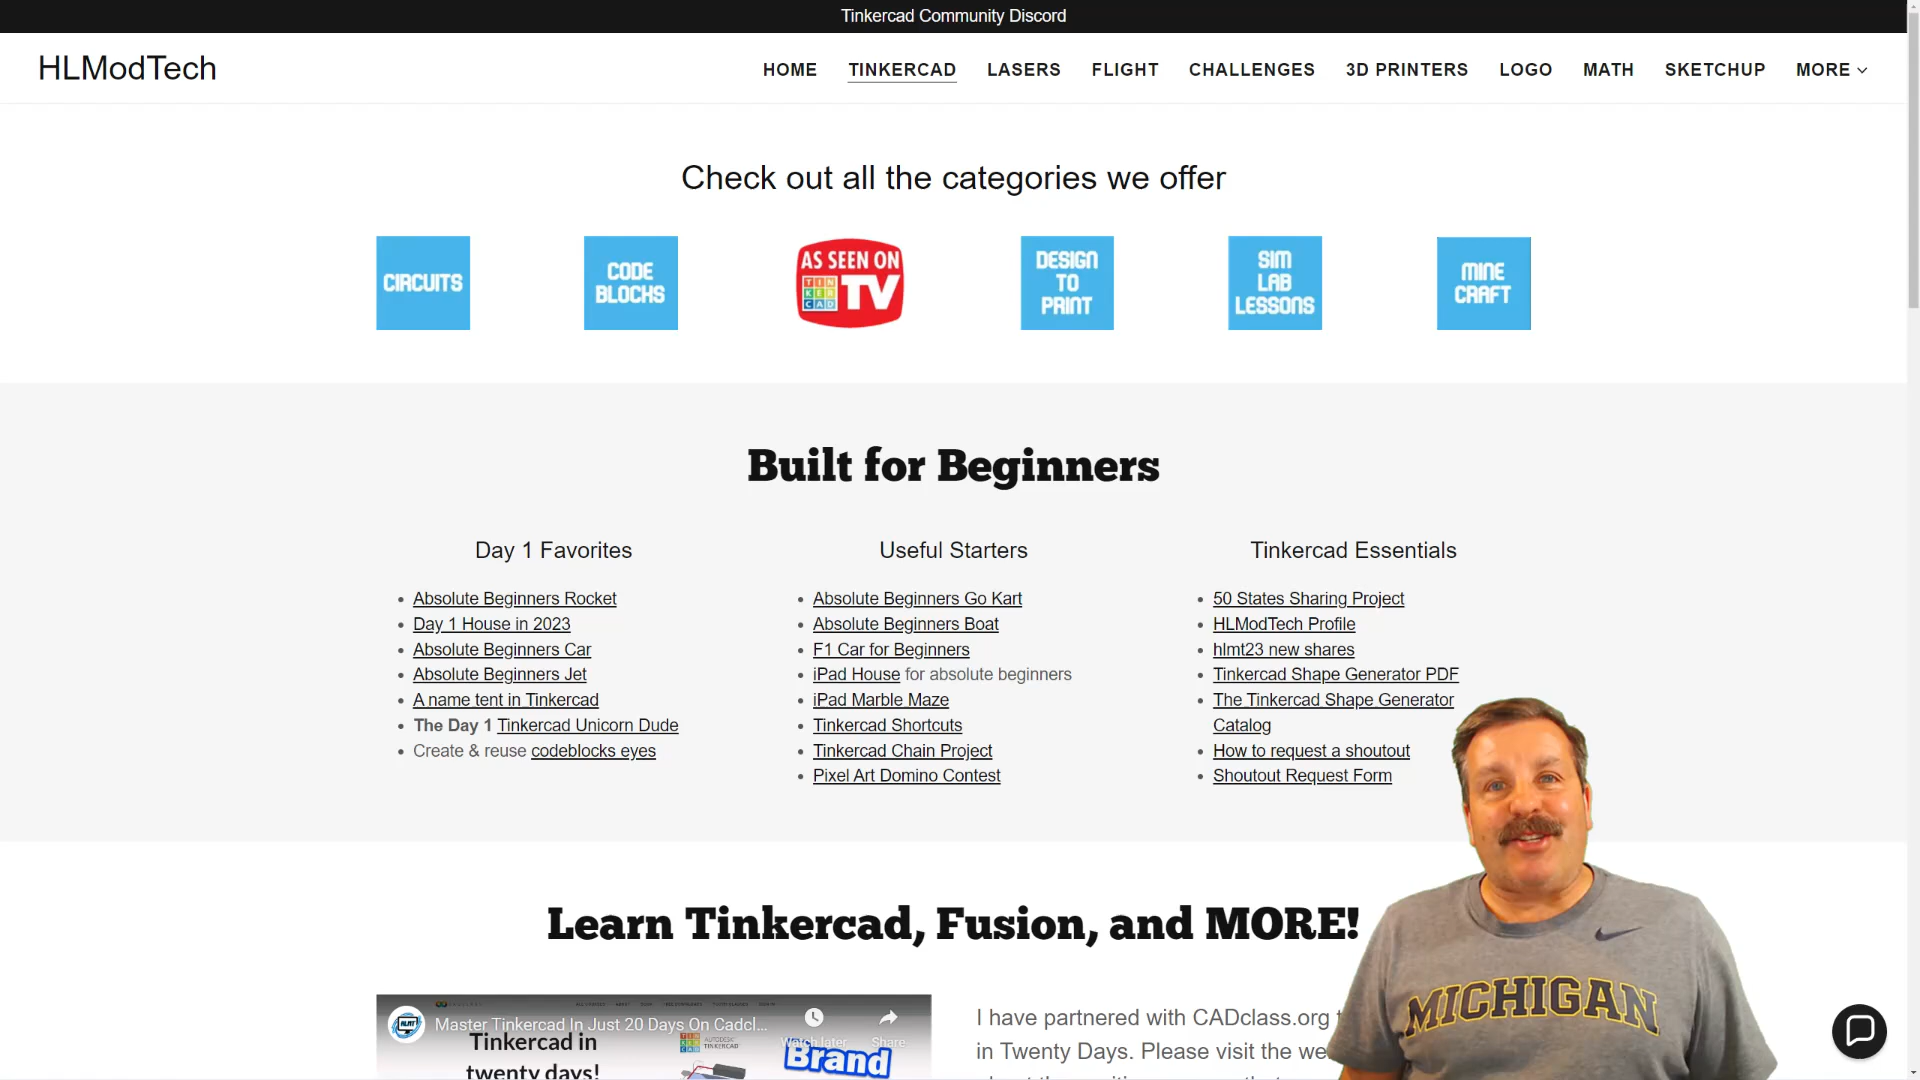 Tinkercad Community Discord
HLModTech
HOME TINKERCAD LASERS FLIGHT CHALLENGES 3D PRINTERS LOGO MATH SKETCHUP MORE
Check out all the categories we offer
CIRCUITS
CODE
BLOCKS
AS SEEN ON
TIN
KER
CAD
TV
DESIGN
TO
PRINT
SIM
LAB
LESSONS
MINE
CRAFT
Built for Beginners
Day 1 Favorites
Absolute Beginners Rocket
Day 1 House in 2023
Absolute Beginners Car
Absolute Beginners Jet
A name tent in Tinkercad
The Day 1 Tinkercad Unicorn Dude
Create & reuse codeblocks eyes
Useful Starters
Absolute Beginners Go Kart
Absolute Beginners Boat
F1 Car for Beginners
iPad House for absolute beginners
iPad Marble Maze
Tinkercad Shortcuts
Tinkercad Chain Project
Pixel Art Domino Contest
Tinkercad Essentials
50 States Sharing Project
HLModTech Profile
hlmt23 new shares
Tinkercad Shape Generator PDF
The Tinkercad Shape Generator
Catalog
How to request a shoutout
Shoutout Request Form
Learn Tinkercad, Fusion, and MORE!
HLMT
Master Tinkercad In Just 20 Days On Cadcl...
Watch later
Share
Tinkercad in
twenty days!
AUTODESK
TINKERCAD
Brand
I have partnered with CADclass.org
in Twenty Days. Please visit the we
MICHIGAN